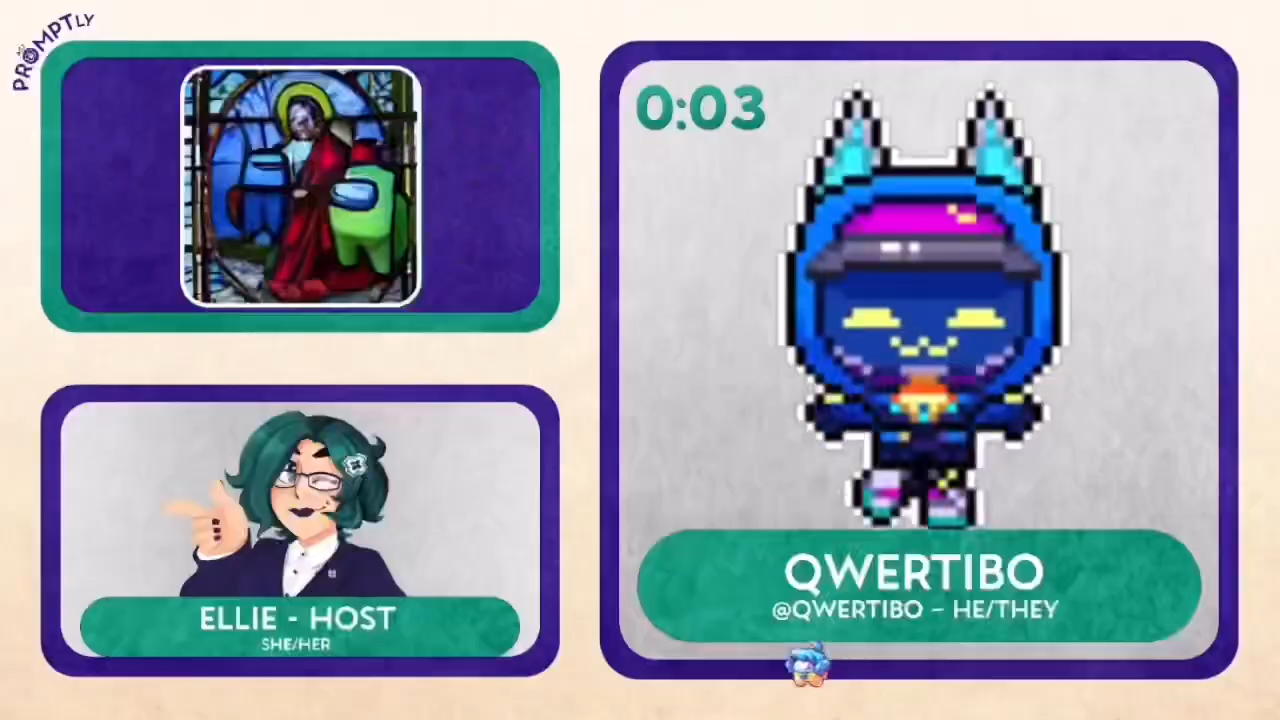 PROMPTLY
0:03
QWERTIBO
@QWERTIBO - HE/THEY
ELLIE - HOST
SHE/HER